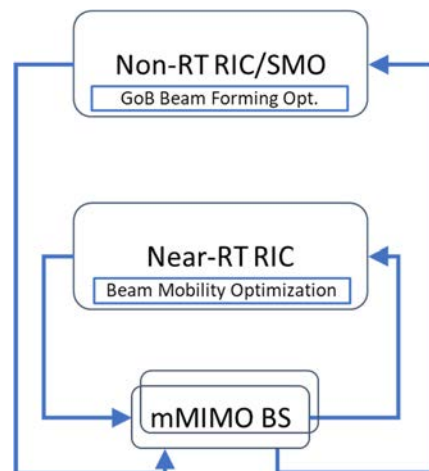 Non-RT RIC/SMO
GoB Beam Forming Opt.
Near-RT RIC
Beam Mobility Optimization
mMIMO BS